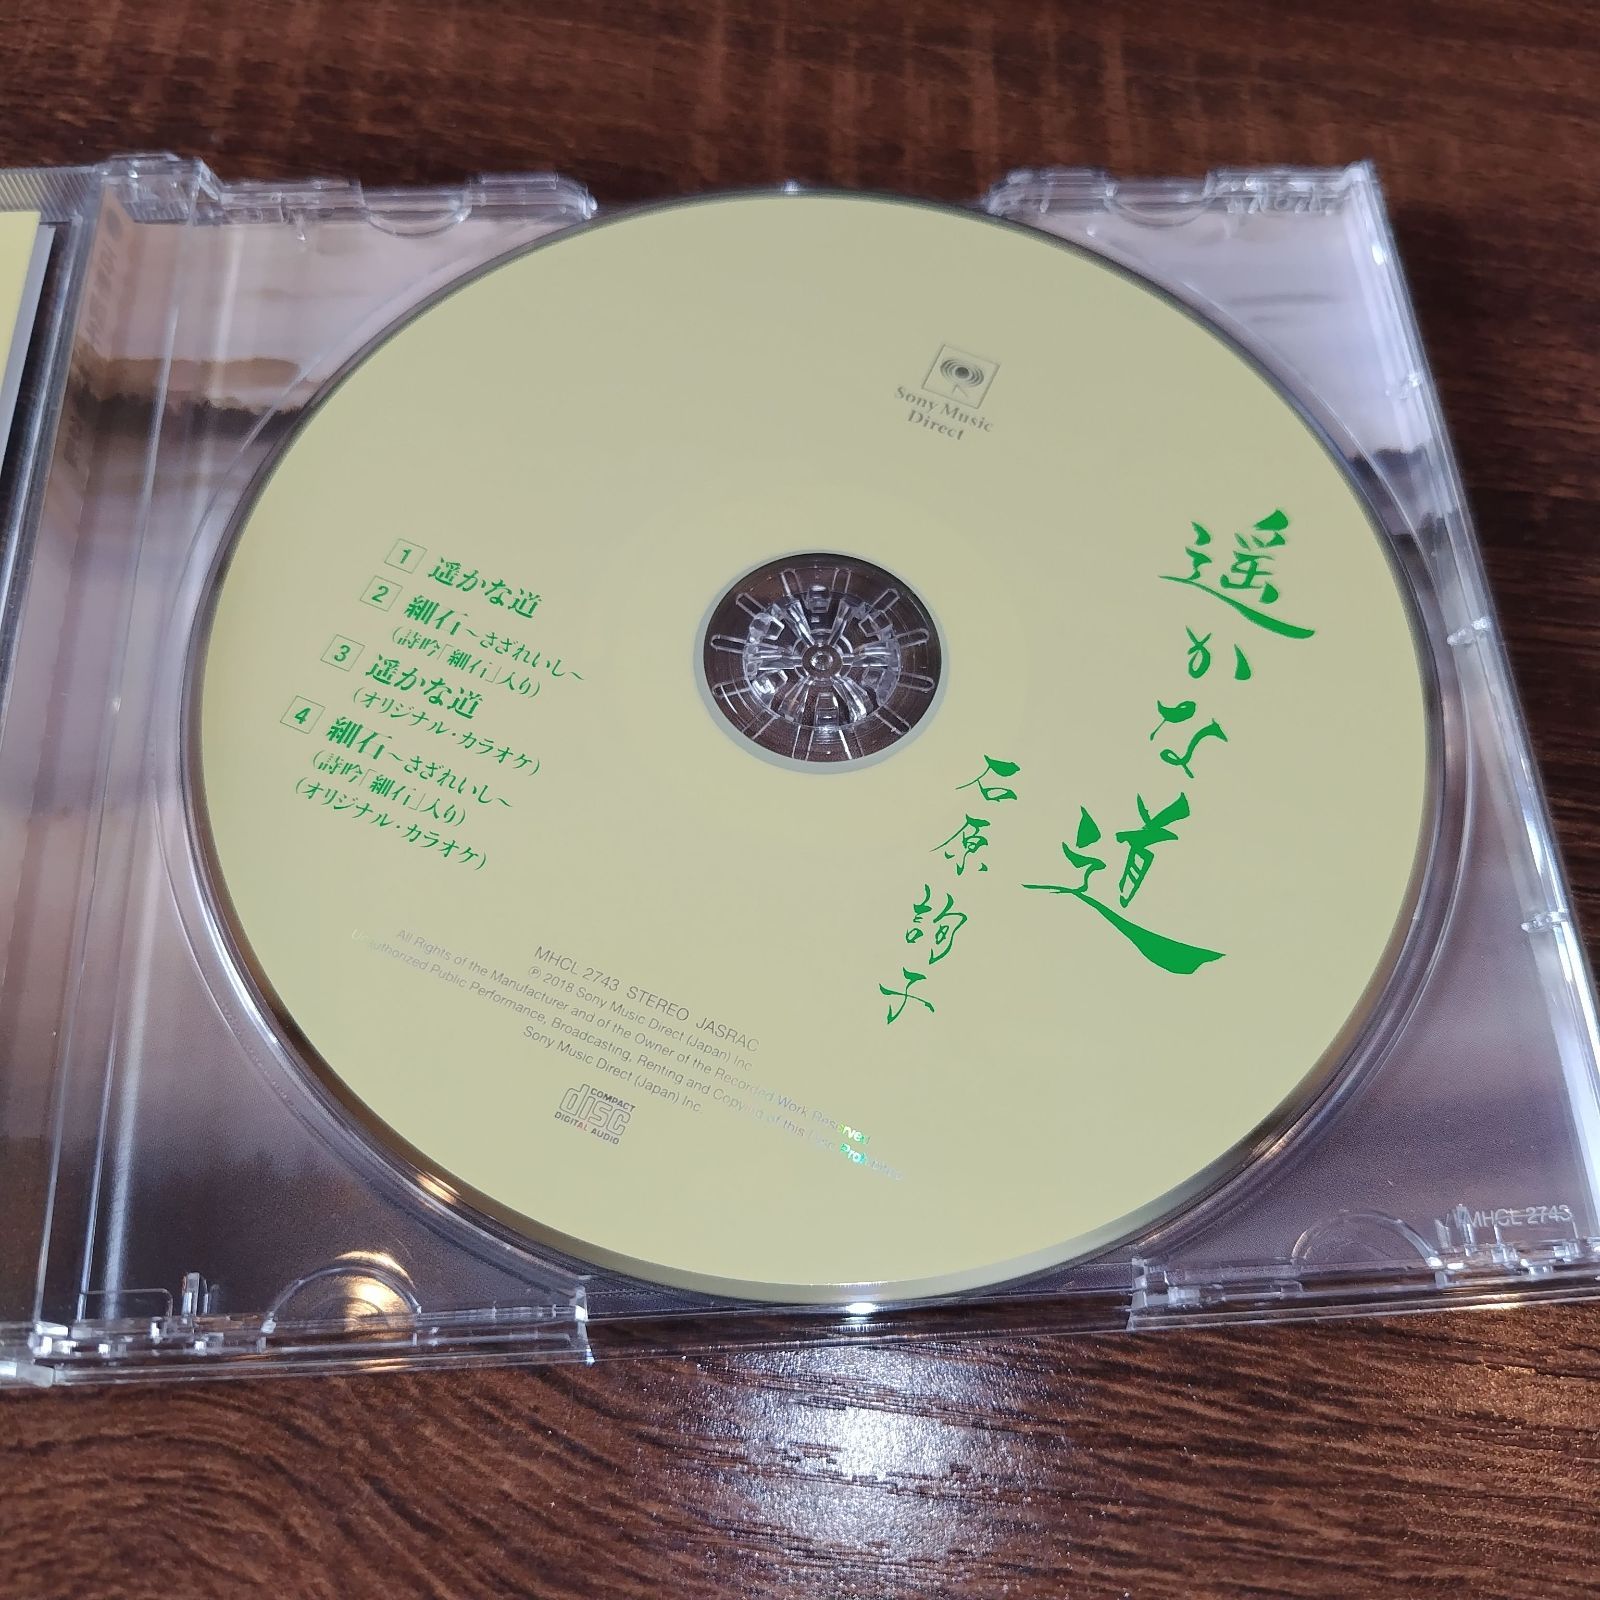 Sony Music
Direct
遥かな道
石原詢子
1 遥かな道
2 細石~さざれいし~
(詩吟「細石」入り)
3 遥かな道
(オリジナル・カラオケ)
4 細石~さざれいし~
(詩吟「細石」入り)
(オリジナル・カラオケ)
MHCL 2743 STEREO JASRAC
Ⓟ 2018 Sony Music Direct (Japan) Inc.
All Rights of the Manufacturer and of the Owner of the Recorded Work Reserved
Unauthorized Public Performance, Broadcasting, Renting and Copying of this Disc Prohibited
Sony Music Direct (Japan) Inc.
COMPACT
disc
DIGITAL AUDIO
MHCL 2743